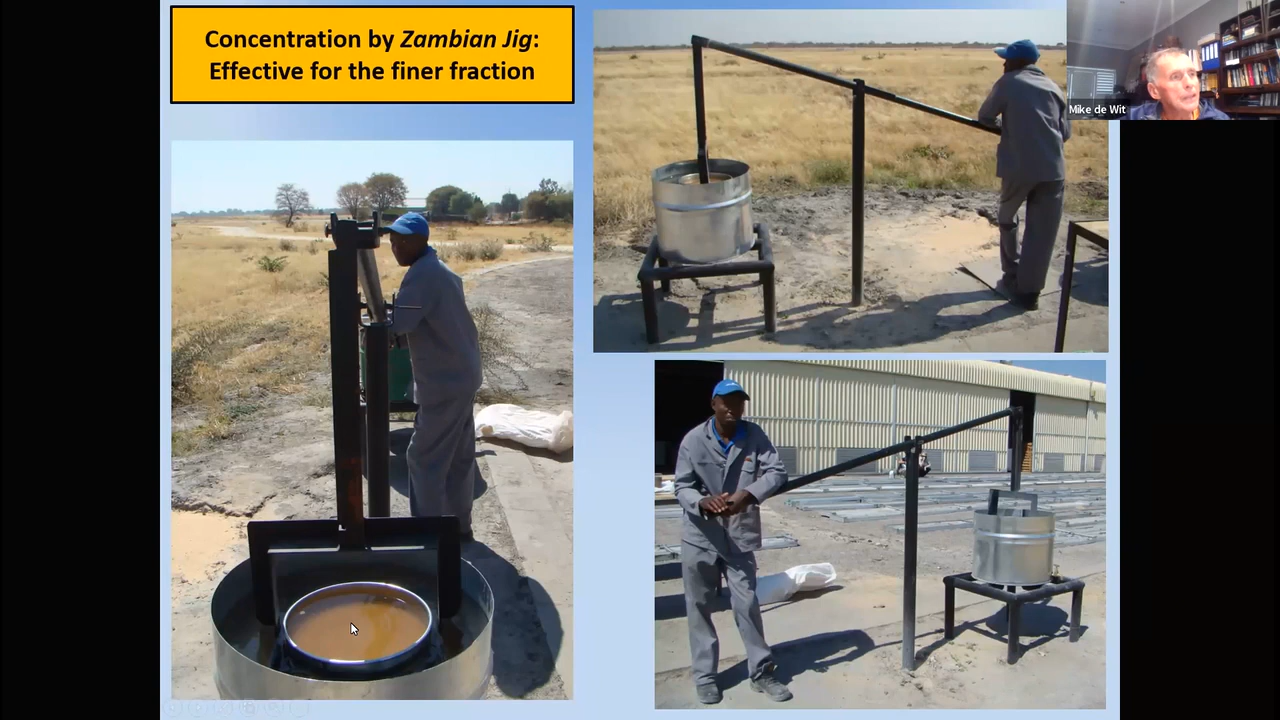 Concentration by Zambian Jig:
Effective for the finer fraction
Mike de Wit